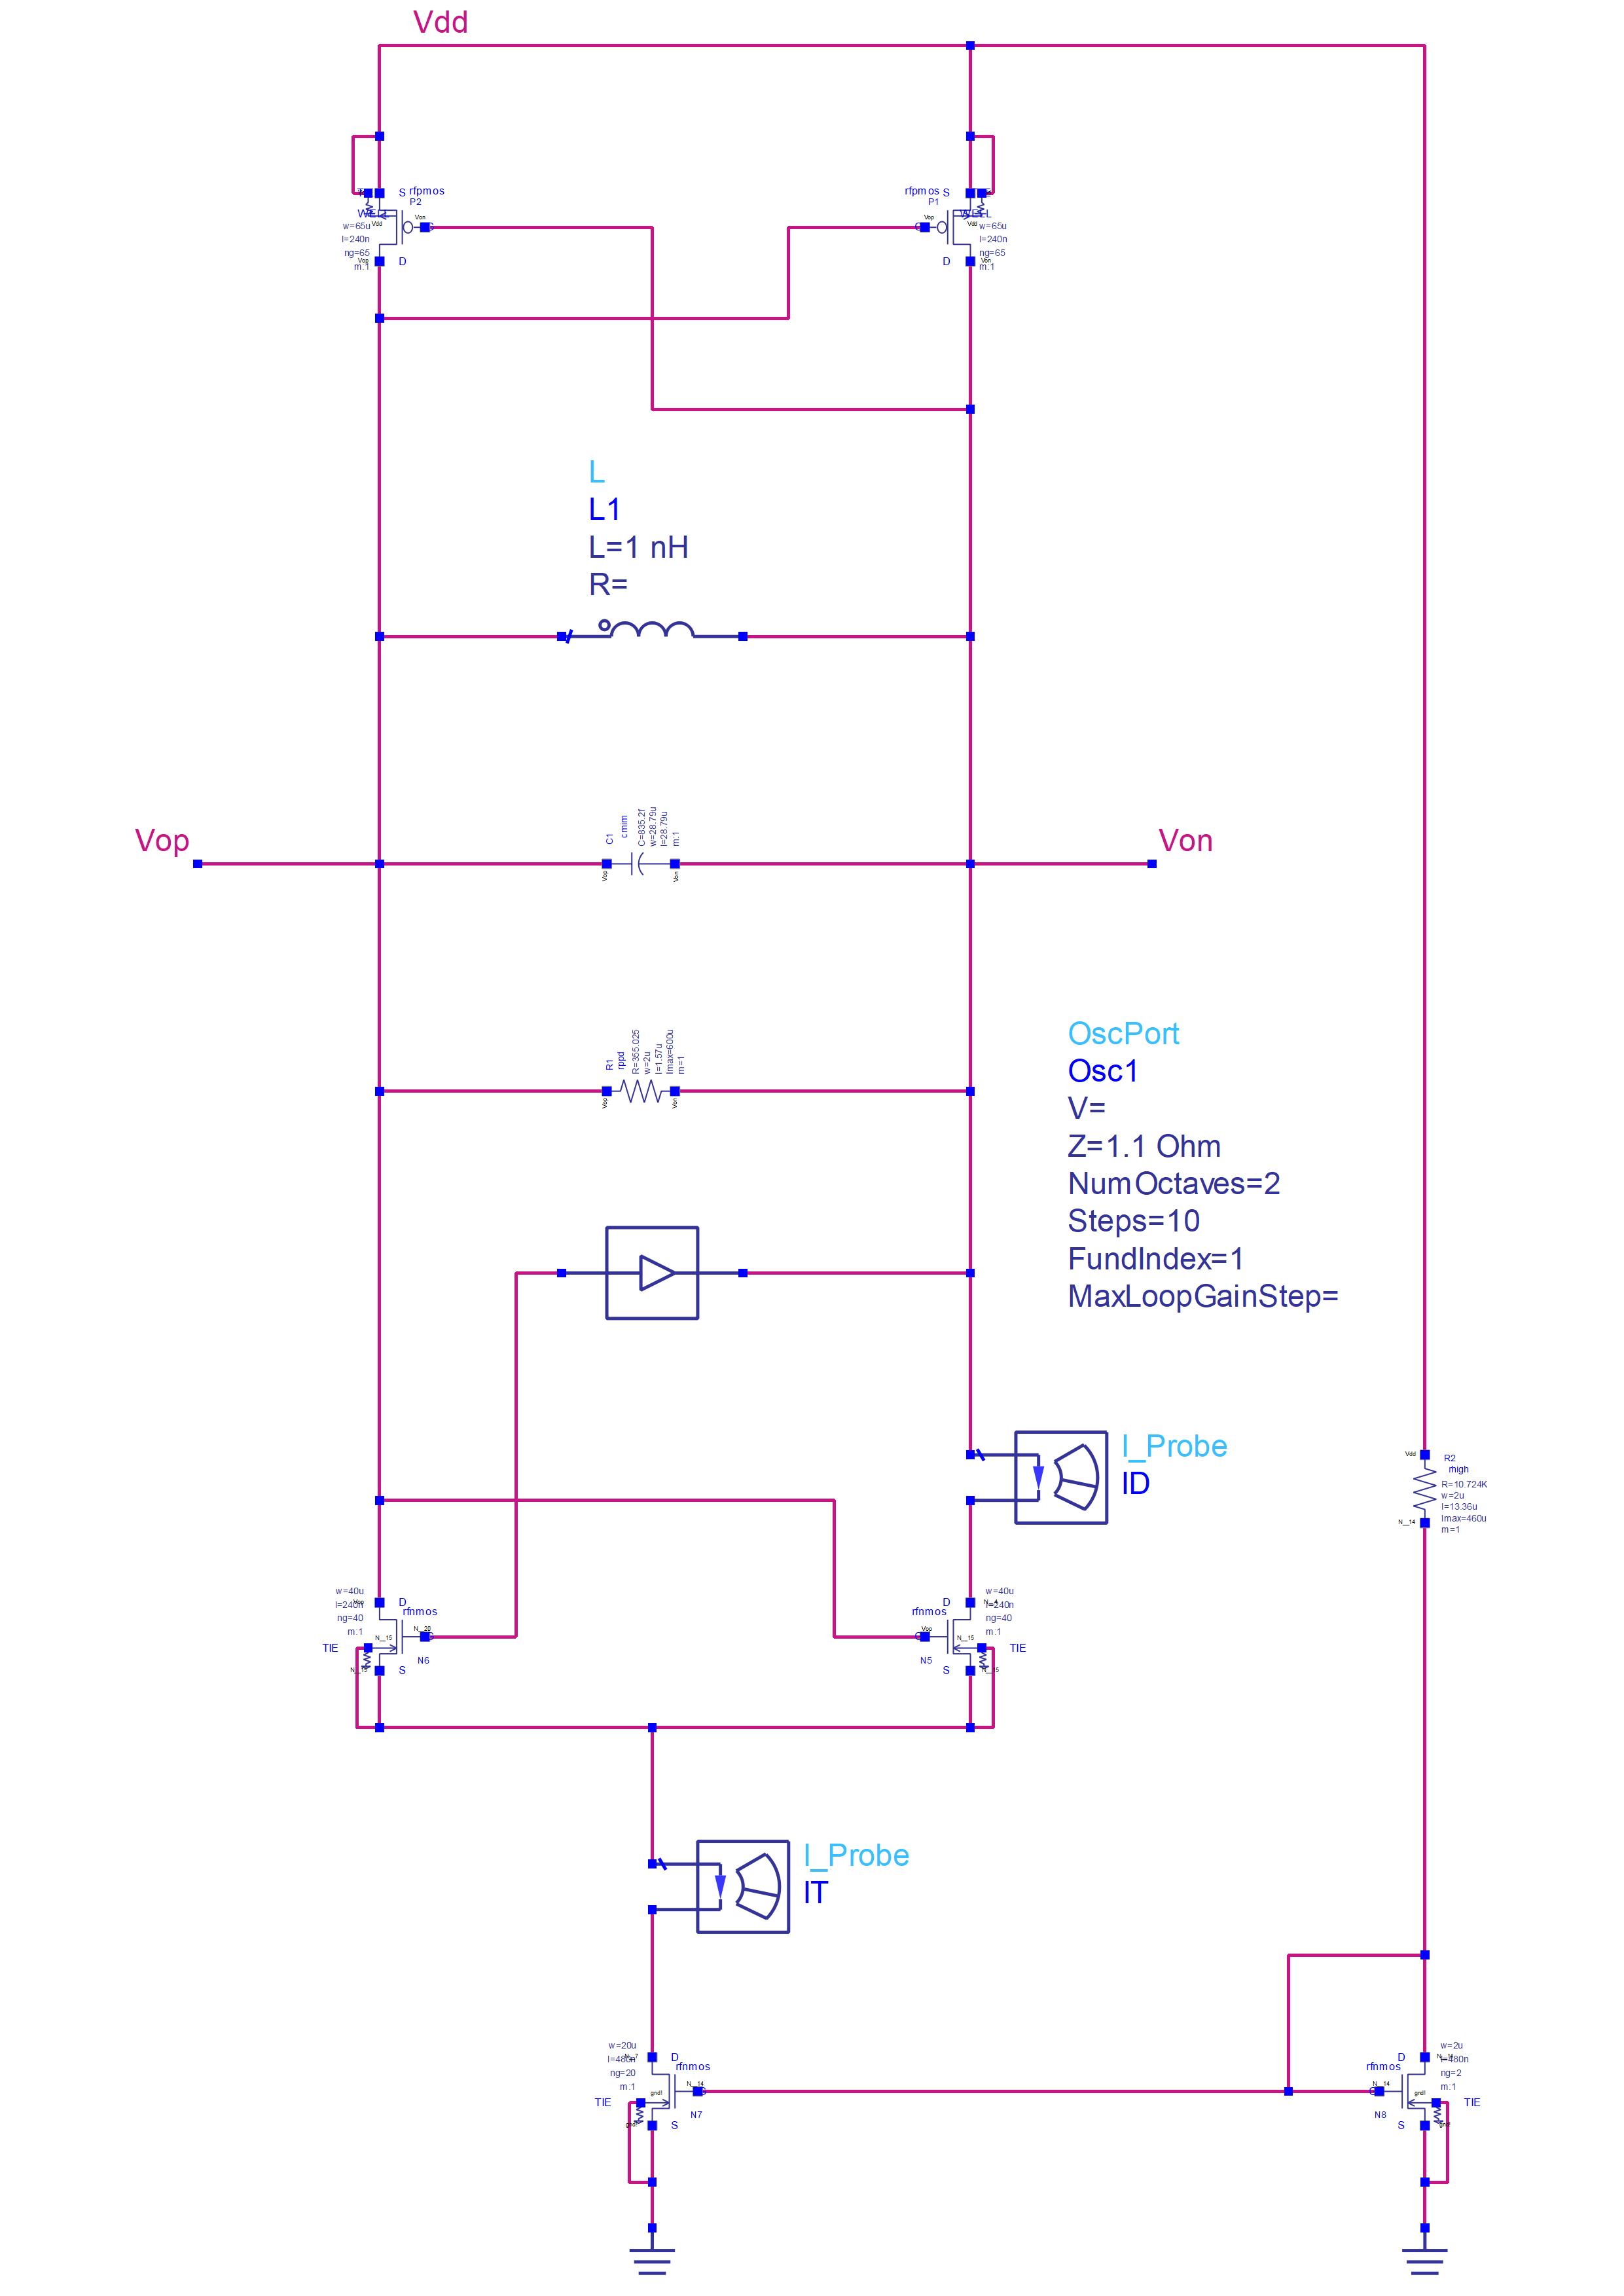 Vdd
S rfpmos
P2
Von
WELL
Vdd
w=65u
l=240n
ng=65
Vop
m:1
D
rfpmos S
P1
Vop
WELL
Vdd
w=65u
l=240n
ng=65
D
Von
m:1
L
L1
L=1 nH
R=
Vop
C1
cmim
C=835.2f
w=28.79u
l=28.79u
m:1
Vop
Von
Von
R1
rppd
R=355.025
w=2u
l=1.57u
Imax=600u
m=1
Vop
Von
OscPort
Osc1
V=
Z=1.1 Ohm
NumOctaves=2
Steps=10
FundIndex=1
MaxLoopGainStep=
I_Probe
ID
Vdd
R2
rhigh
R=10.724K
w=2u
l=13.36u
Imax=460u
N__14
m=1
w=40u
l=240n
ng=40
m:1
D
rfnmos
N__20
N__15
TIE
N6
S
D
rfnmos
w=40u
l=240n
ng=40
m:1
Vop
N__15
TIE
N5
S
I_Probe
IT
w=20u
l=480n
ng=20
m:1
D
rfnmos
N__14
gnd!
TIE
N7
S
D
rfnmos
w=2u
l=480n
ng=2
m:1
N__14
gnd!
TIE
N8
S